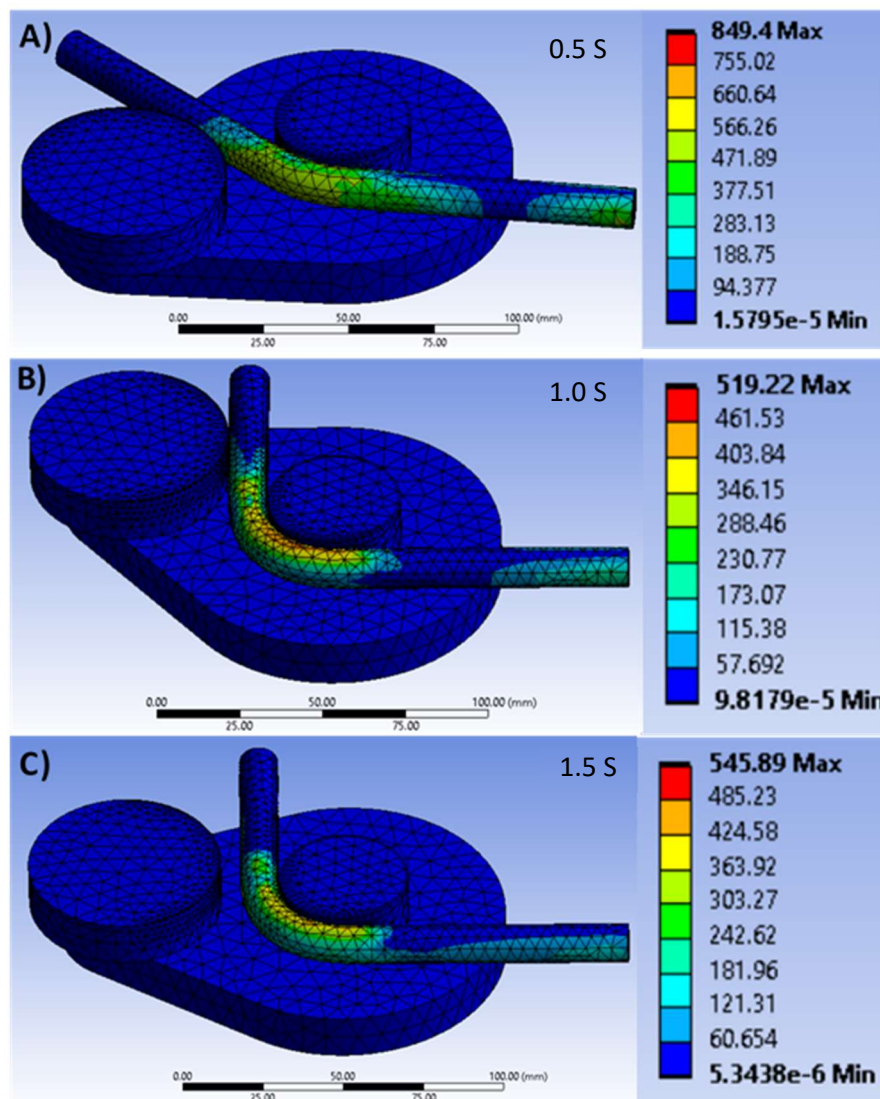 A)
0.5 S
849.4 Max
755.02
660.64
566.26
471.89
377.51
283.13
188.75
94.377
1.5795e-5 Min
0.00 50.00 100.00 (mm)
25.00 75.00
B)
1.0 S
519.22 Max
461.53
403.84
346.15
288.46
230.77
173.07
115.38
57.692
9.8179e-5 Min
0.00 50.00 100.00 (mm)
25.00 75.00
C)
1.5 S
545.89 Max
485.23
424.58
363.92
303.27
242.62
181.96
121.31
60.654
5.3438e-6 Min
0.00 50.00 100.00 (mm)
25.00 75.00